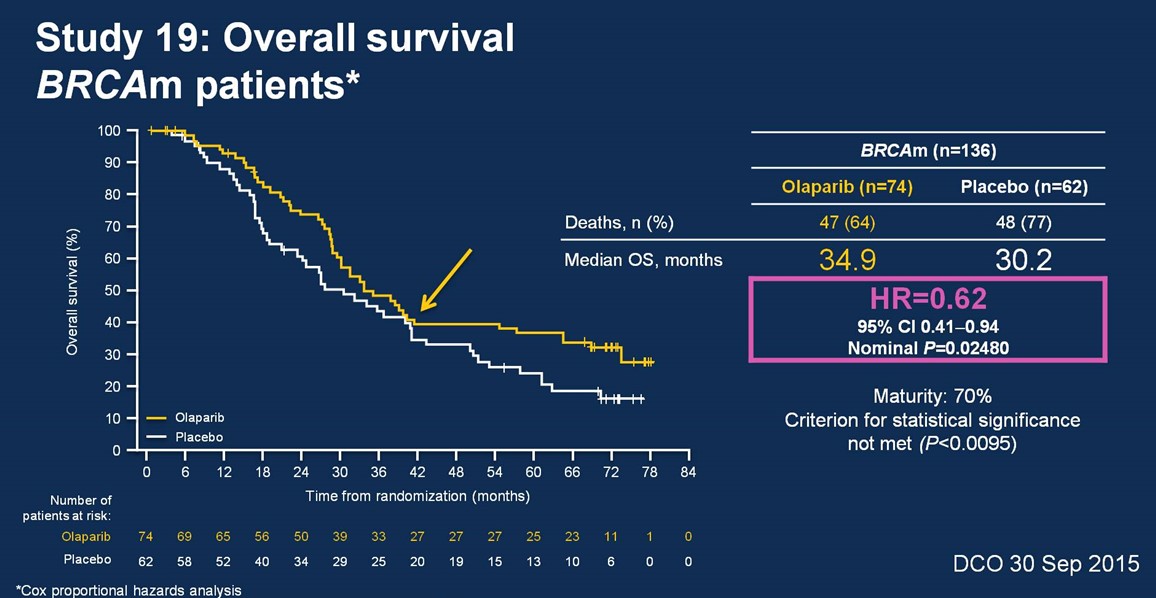 Study 19: Overall survival
BRCAm patients*
100
90
80
70
60
50
40
30
20
10
0
Overall survival (%)
Olaparib
Placebo
0 6 12 18 24 30 36 42 48 54 60 66 72 78 84
Time from randomization (months)
Number of
patients at risk:
Olaparib 74 69 65 56 50 39 33 27 27 27 25 23 11 1 0
Placebo 62 58 52 40 34 29 25 20 19 15 13 10 6 0 0
*Cox proportional hazards analysis
BRCAm (n=136)
Olaparib (n=74) Placebo (n=62)
Deaths, n (%) 47 (64) 48 (77)
Median OS, months 34.9 30.2
HR=0.62
95% CI 0.41–0.94
Nominal P=0.02480
Maturity: 70%
Criterion for statistical significance
not met (P<0.0095)
DCO 30 Sep 2015